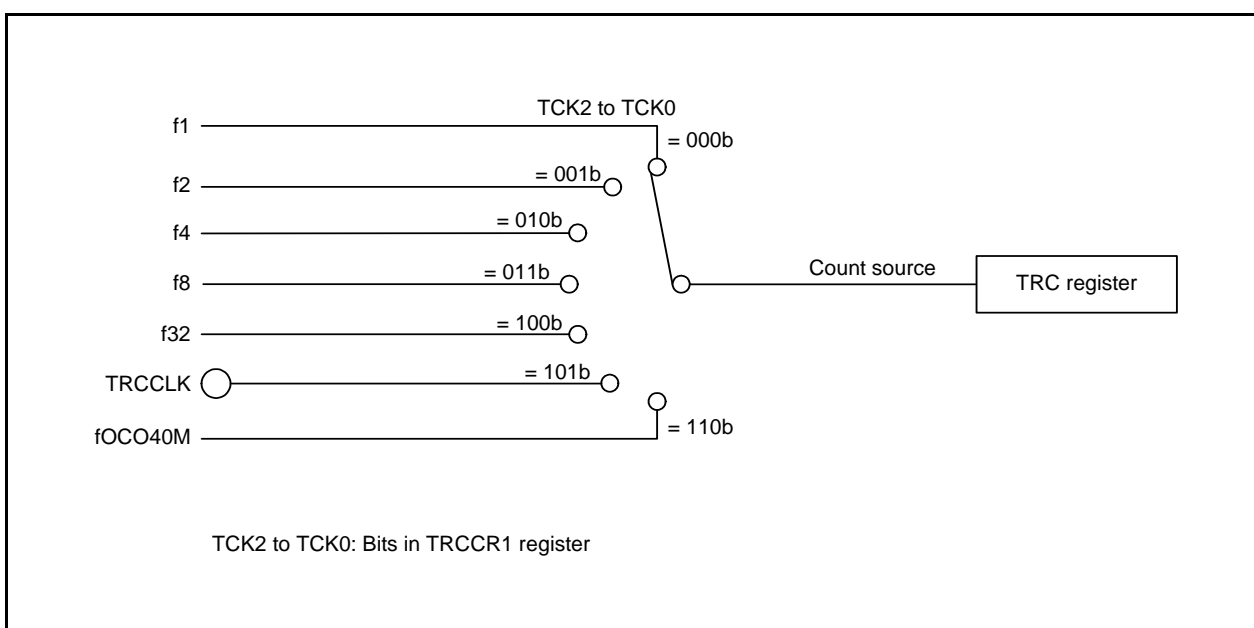 TCK2 to TCK0
f1
= 000b
f2
= 001b
f4
= 010b
f8
= 011b
Count source
TRC register
f32
= 100b
TRCCLK
= 101b
fOCO40M
= 110b
TCK2 to TCK0: Bits in TRCCR1 register